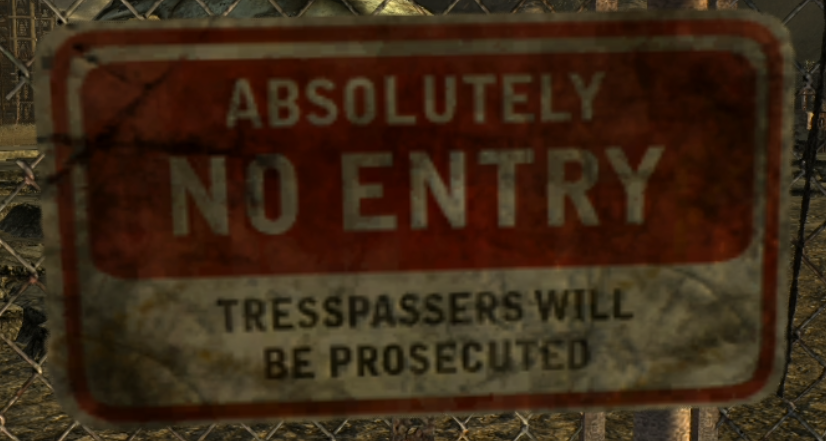 ABSOLUTELY
NO ENTRY
TRESSPASSERS WILL
BE PROSECUTED